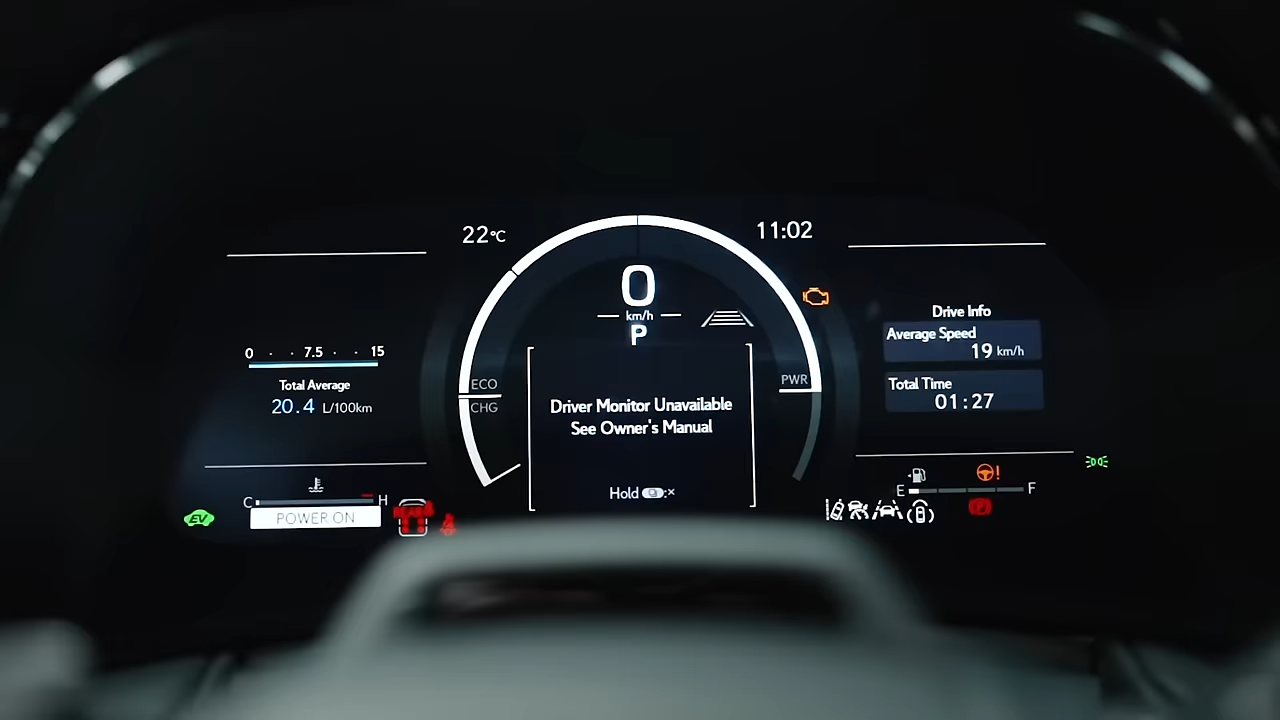 22°C
11:02
0
km/h
P
0 · · 7.5 · · 15
Total Average
20.4 L/100km
ECO
CHG
PWR
Driver Monitor Unavailable
See Owner's Manual
Hold :×
Drive Info
Average Speed
19 km/h
Total Time
01:27
C H
POWER ON
EV
REAR
E F
!
(P)